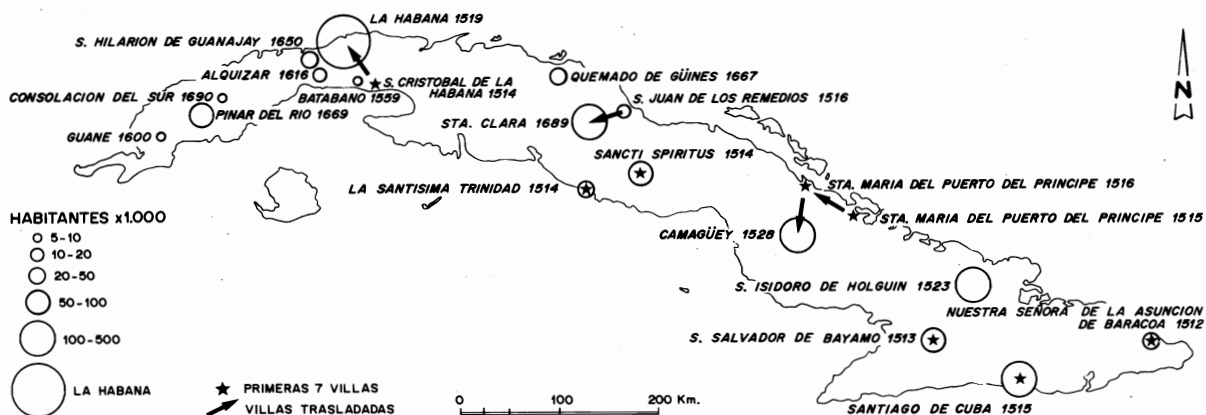 LA HABANA 1519
S. HILARION DE GUANAJAY 1650
ALQUIZAR 1616
S. CRISTOBAL DE LA
HABANA 1514
BATABANO 1559
CONSOLACION DEL SUR 1690
PINAR DEL RIO 1669
GUANE 1600
QUEMADO DE GÜINES 1667
S. JUAN DE LOS REMEDIOS 1516
STA. CLARA 1689
SANCTI SPIRITUS 1514
LA SANTISIMA TRINIDAD 1514
STA. MARIA DEL PUERTO DEL PRINCIPE 1516
STA. MARIA DEL PUERTO DEL PRINCIPE 1515
CAMAGÜEY 1528
S. ISIDORO DE HOLGUIN 1523
NUESTRA SEÑORA DE LA ASUNCION
DE BARACOA 1512
S. SALVADOR DE BAYAMO 1513
SANTIAGO DE CUBA 1515
N
HABITANTES x1.000
5-10
10-20
20-50
50-100
100-500
LA HABANA
PRIMERAS 7 VILLAS
VILLAS TRASLADADAS
0 100 200 Km.